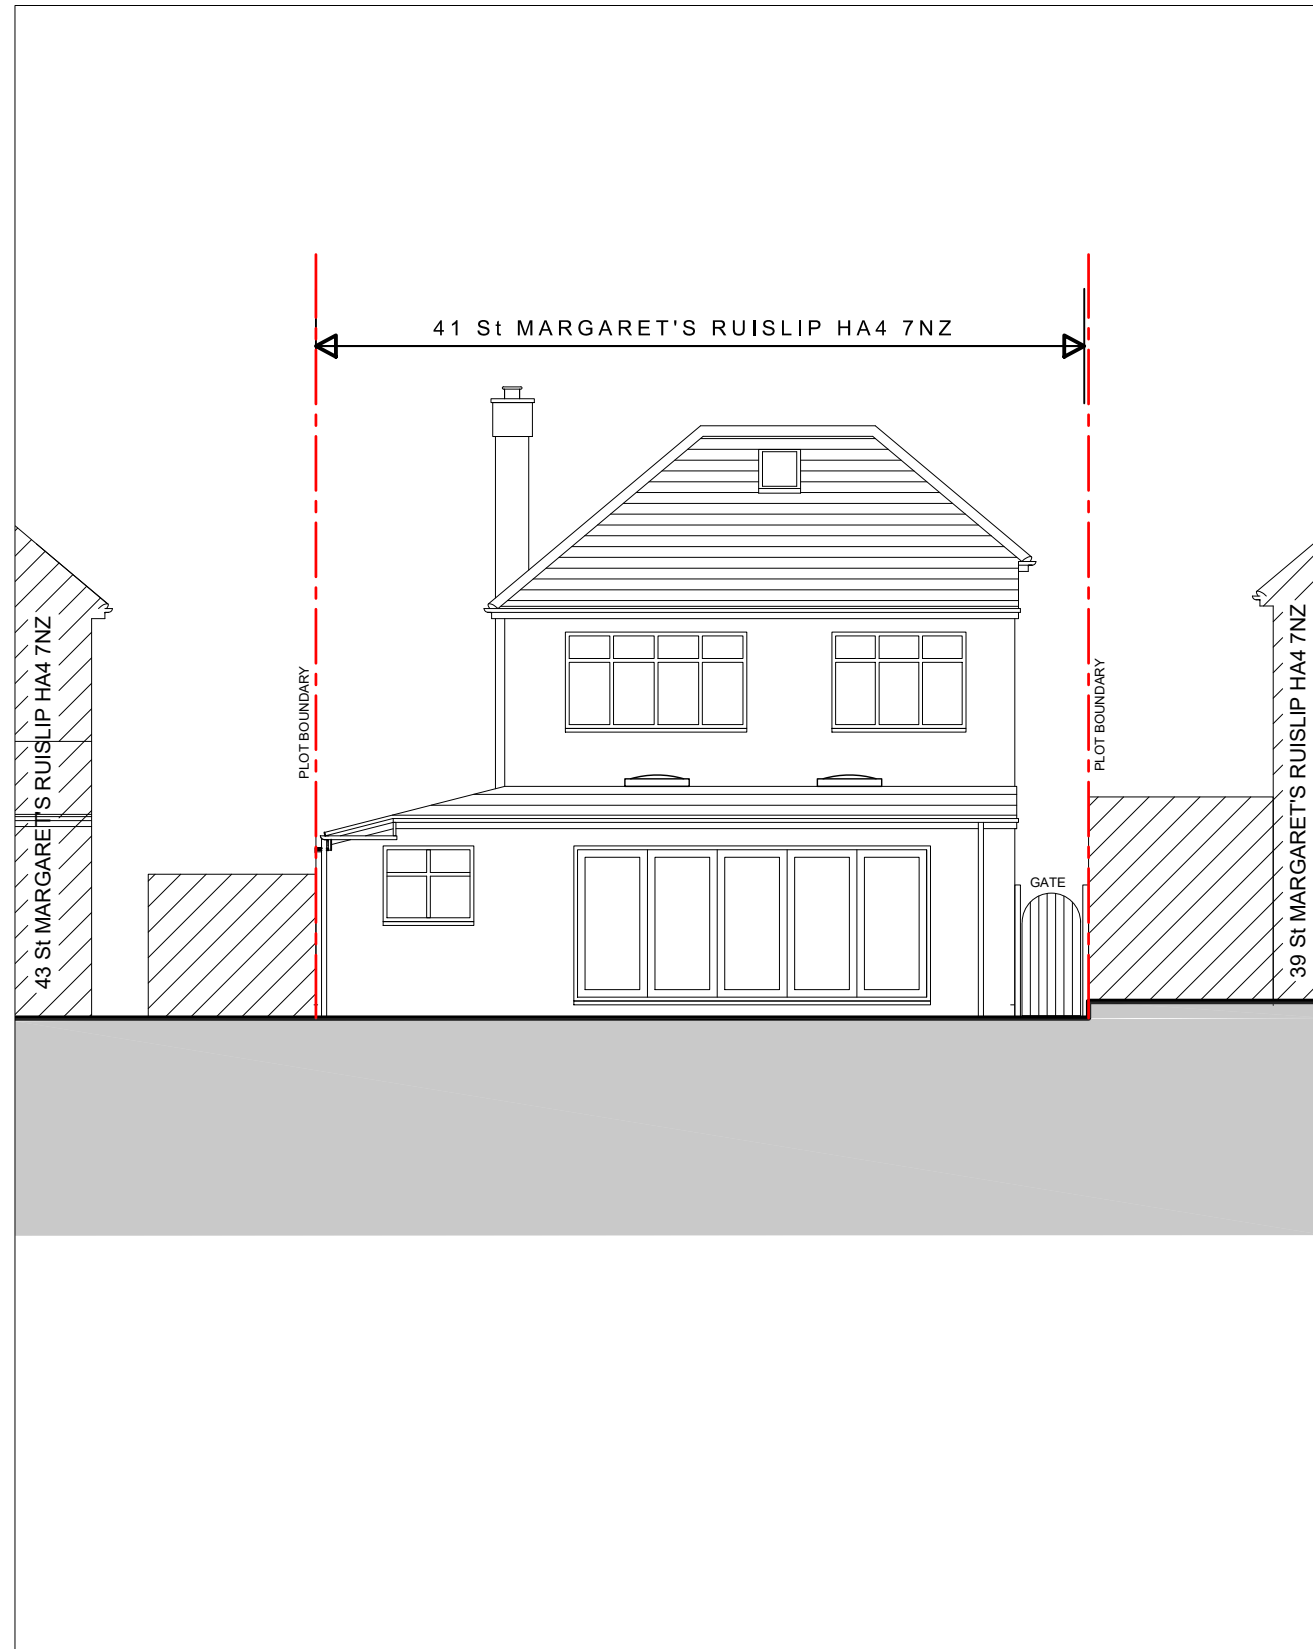 41 St MARGARET'S RUISLIP HA4 7NZ
43 St MARGARET'S RUISLIP HA4 7NZ
PLOT BOUNDARY
PLOT BOUNDARY
39 St MARGARET'S RUISLIP HA4 7NZ
GATE